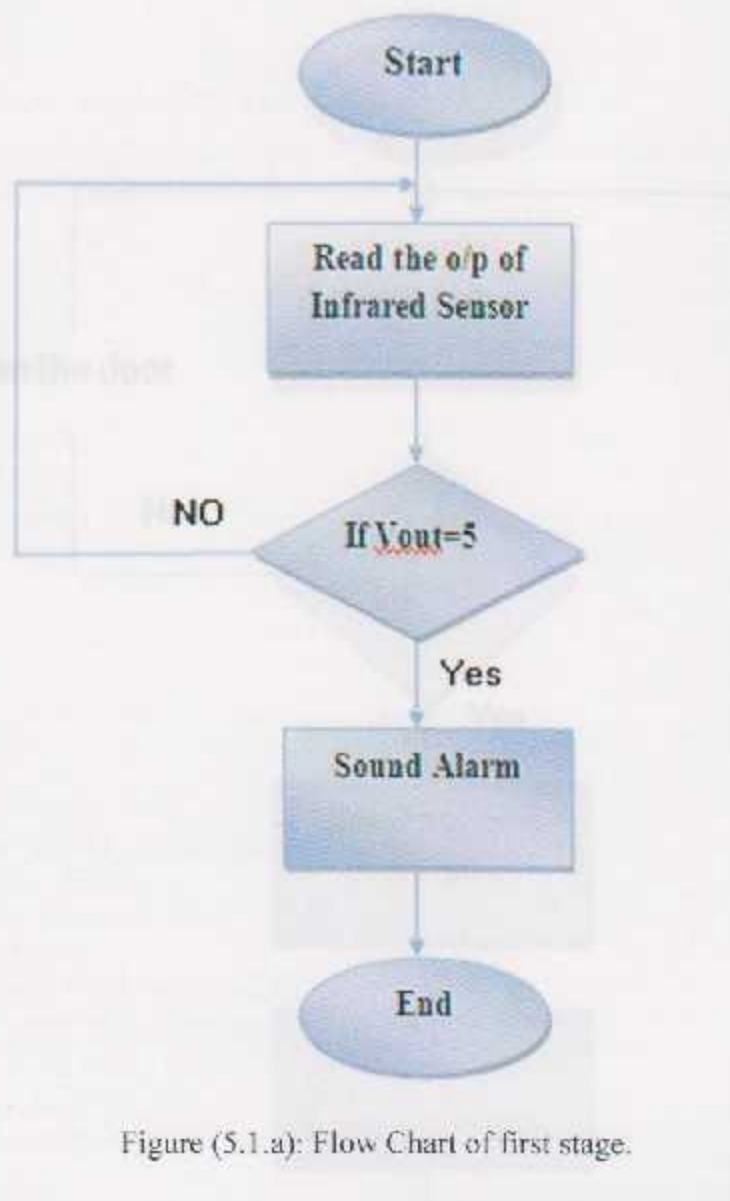 Start
Read the o/p of
Infrared Sensor
NO
If Vout=5
Yes
Sound Alarm
End
Figure (5.1.a): Flow Chart of first stage.